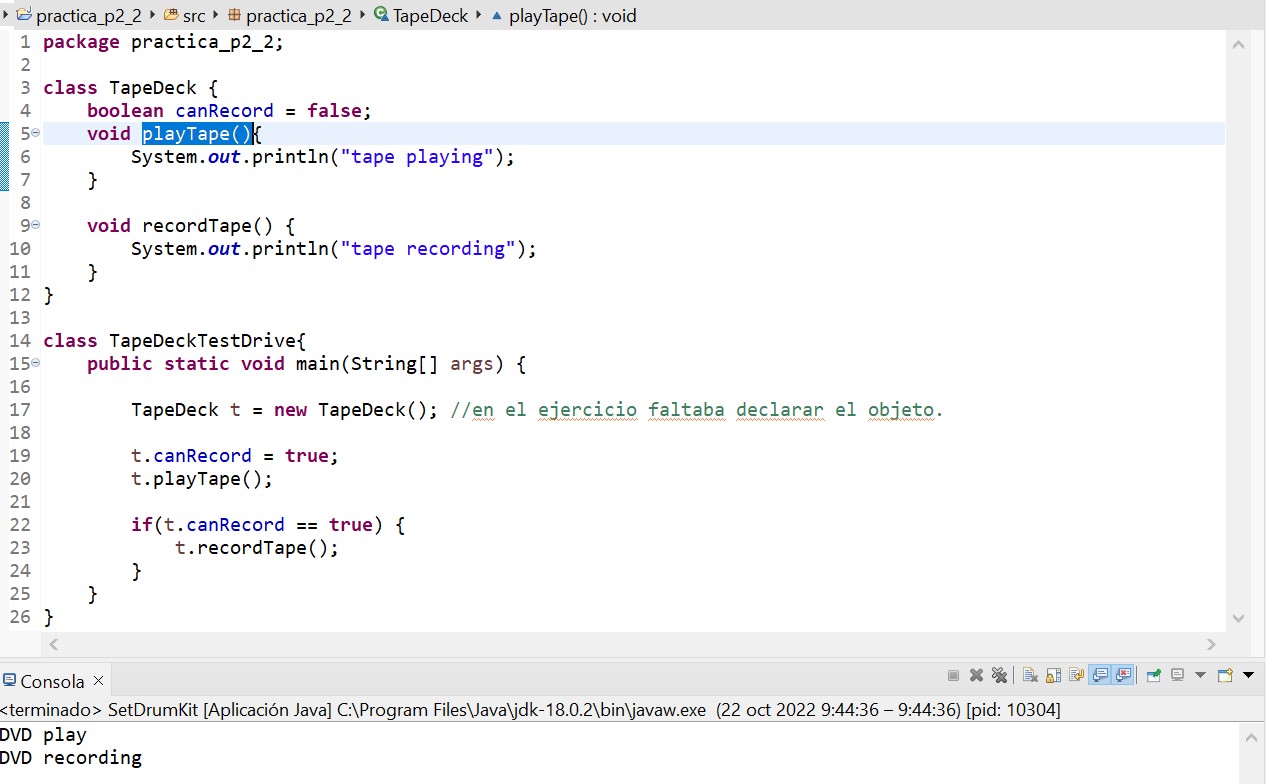 practica_p2_2 src practica_p2_2 TapeDeck playTape() : void
1 package practica_p2_2;
2
3 class TapeDeck {
4 boolean canRecord = false;
5 void playTape(){
6 System.out.println("tape playing");
7 }
8
9 void recordTape() {
10 System.out.println("tape recording");
11 }
12 }
13
14 class TapeDeckTestDrive{
15 public static void main(String[] args) {
16
17 TapeDeck t = new TapeDeck(); //en el ejercicio faltaba declarar el objeto.
18
19 t.canRecord = true;
20 t.playTape();
21
22 if(t.canRecord == true) {
23 t.recordTape();
24 }
25 }
26 }
Consola
<terminado> SetDrumKit [Aplicación Java] C:\Program Files\Java\jdk-18.0.2\bin\javaw.exe (22 oct 2022 9:44:36 – 9:44:36) [pid: 10304]
DVD play
DVD recording